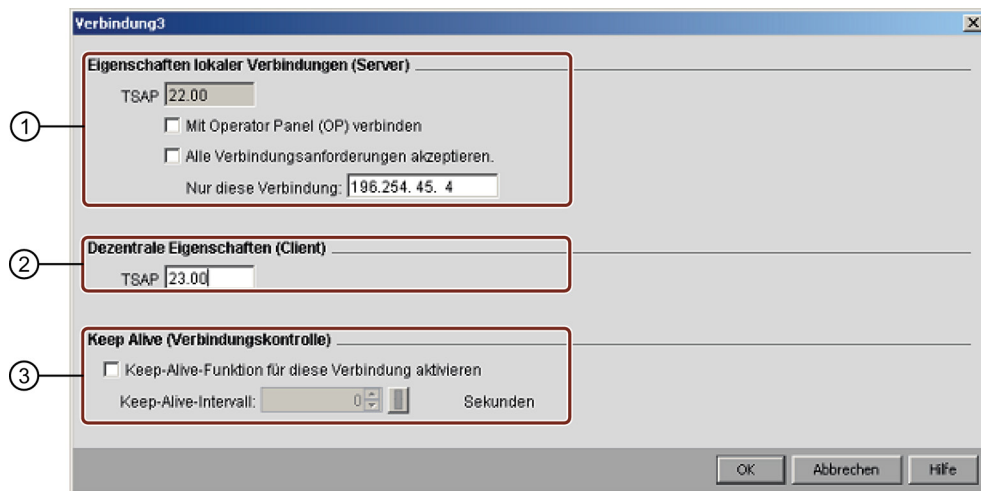 Verbindung3
Eigenschaften lokaler Verbindungen (Server)
TSAP 22.00
Mit Operator Panel (OP) verbinden
1
Alle Verbindungsanforderungen akzeptieren.
Nur diese Verbindung: 196.254. 45. 4
Dezentrale Eigenschaften (Client)
2
TSAP 23.00
Keep Alive (Verbindungskontrolle)
Keep-Alive-Funktion für diese Verbindung aktivieren
3
Keep-Alive-Intervall: 0 Sekunden
OK Abbrechen Hilfe